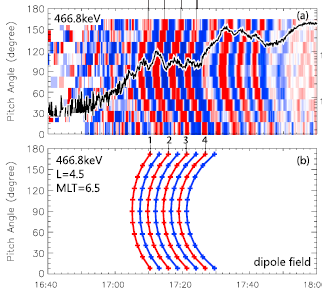 180
466.8keV
(a)
150
120
90
60
30
0
Pitch Angle (degree)
1 2 3 4
180
466.8keV
(b)
150
L=4.5
MLT=6.5
120
90
60
30
0
Pitch Angle (degree)
dipole field
16:40 17:00 17:20 17:40 18:00